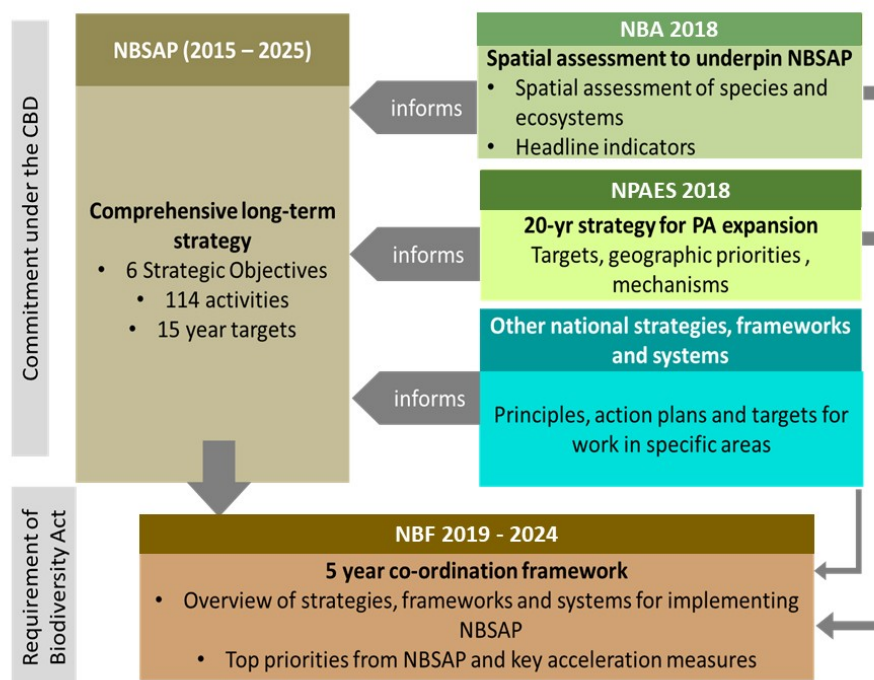 Commitment under the CBD
NBSAP (2015 – 2025)
Comprehensive long-term
strategy
• 6 Strategic Objectives
• 114 activities
• 15 year targets
informs
NBA 2018
Spatial assessment to underpin NBSAP
• Spatial assessment of species and
ecosystems
• Headline indicators
informs
NPAES 2018
20-yr strategy for PA expansion
Targets, geographic priorities ,
mechanisms
informs
Other national strategies, frameworks
and systems
Principles, action plans and targets for
work in specific areas
Requirement of
Biodiversity Act
NBF 2019 - 2024
5 year co-ordination framework
• Overview of strategies, frameworks and systems for implementing
NBSAP
• Top priorities from NBSAP and key acceleration measures